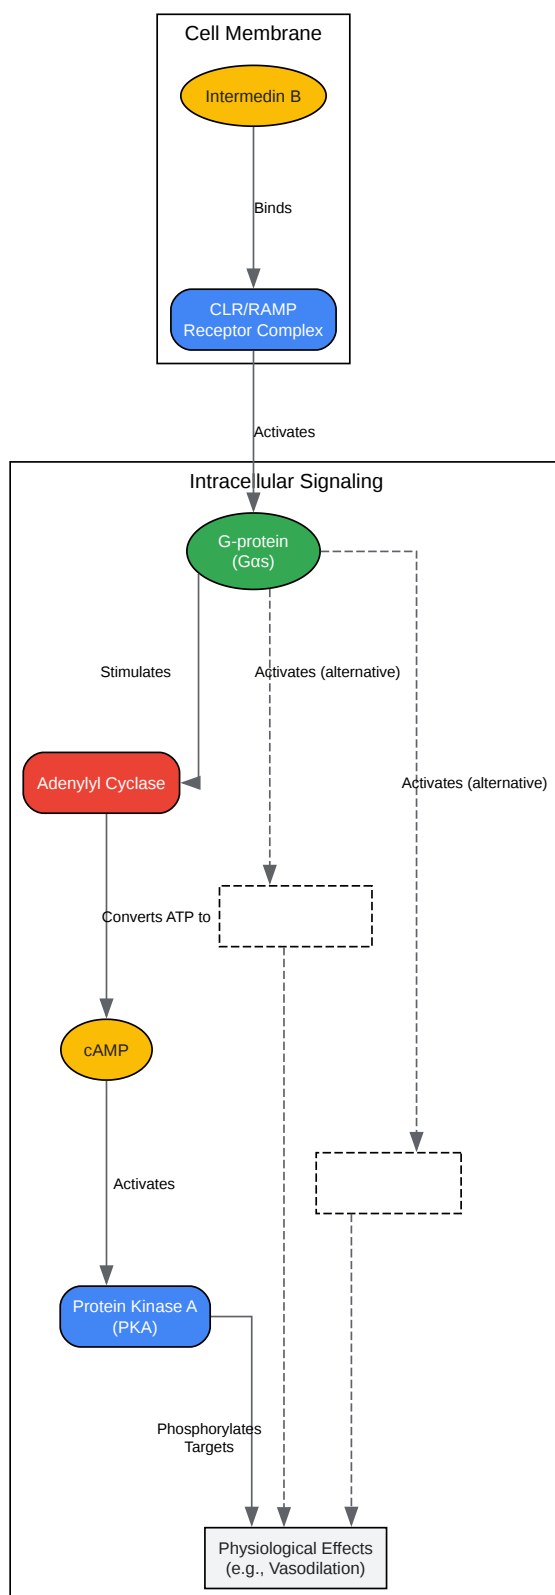 Cell Membrane
Intermedin B
Binds
CLR/RAMP
Receptor Complex
Activates
Intracellular Signaling
G-protein
(Gαs)
Stimulates
Activates (alternative)
Adenylyl Cyclase
Activates (alternative)
Converts ATP to
cAMP
Activates
Protein Kinase A
(PKA)
Phosphorylates
Targets
Physiological Effects
(e.g., Vasodilation)